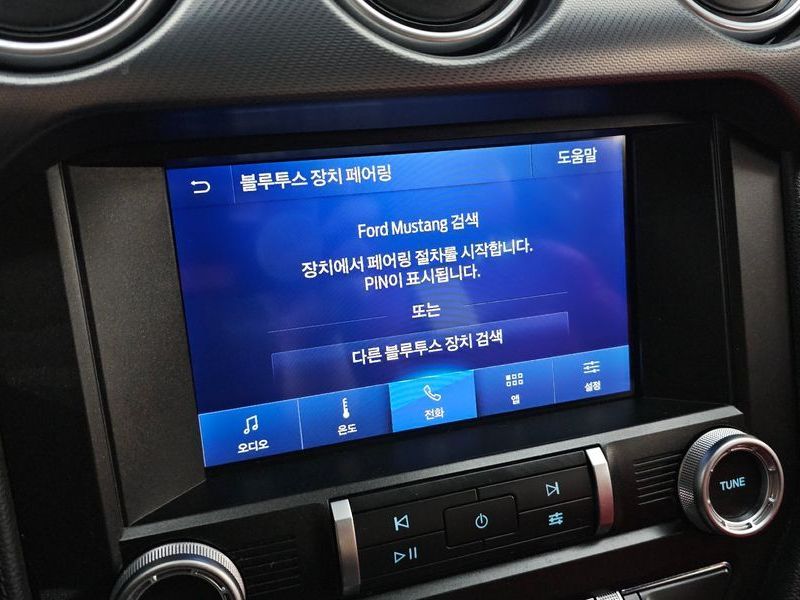 블루투스 장치 페어링
도움말
Ford Mustang 검색
장치에서 페어링 절차를 시작합니다.
PIN이 표시됩니다.
또는
다른 블루투스 장치 검색
오디오
온도
전화
앱
설정
TUNE